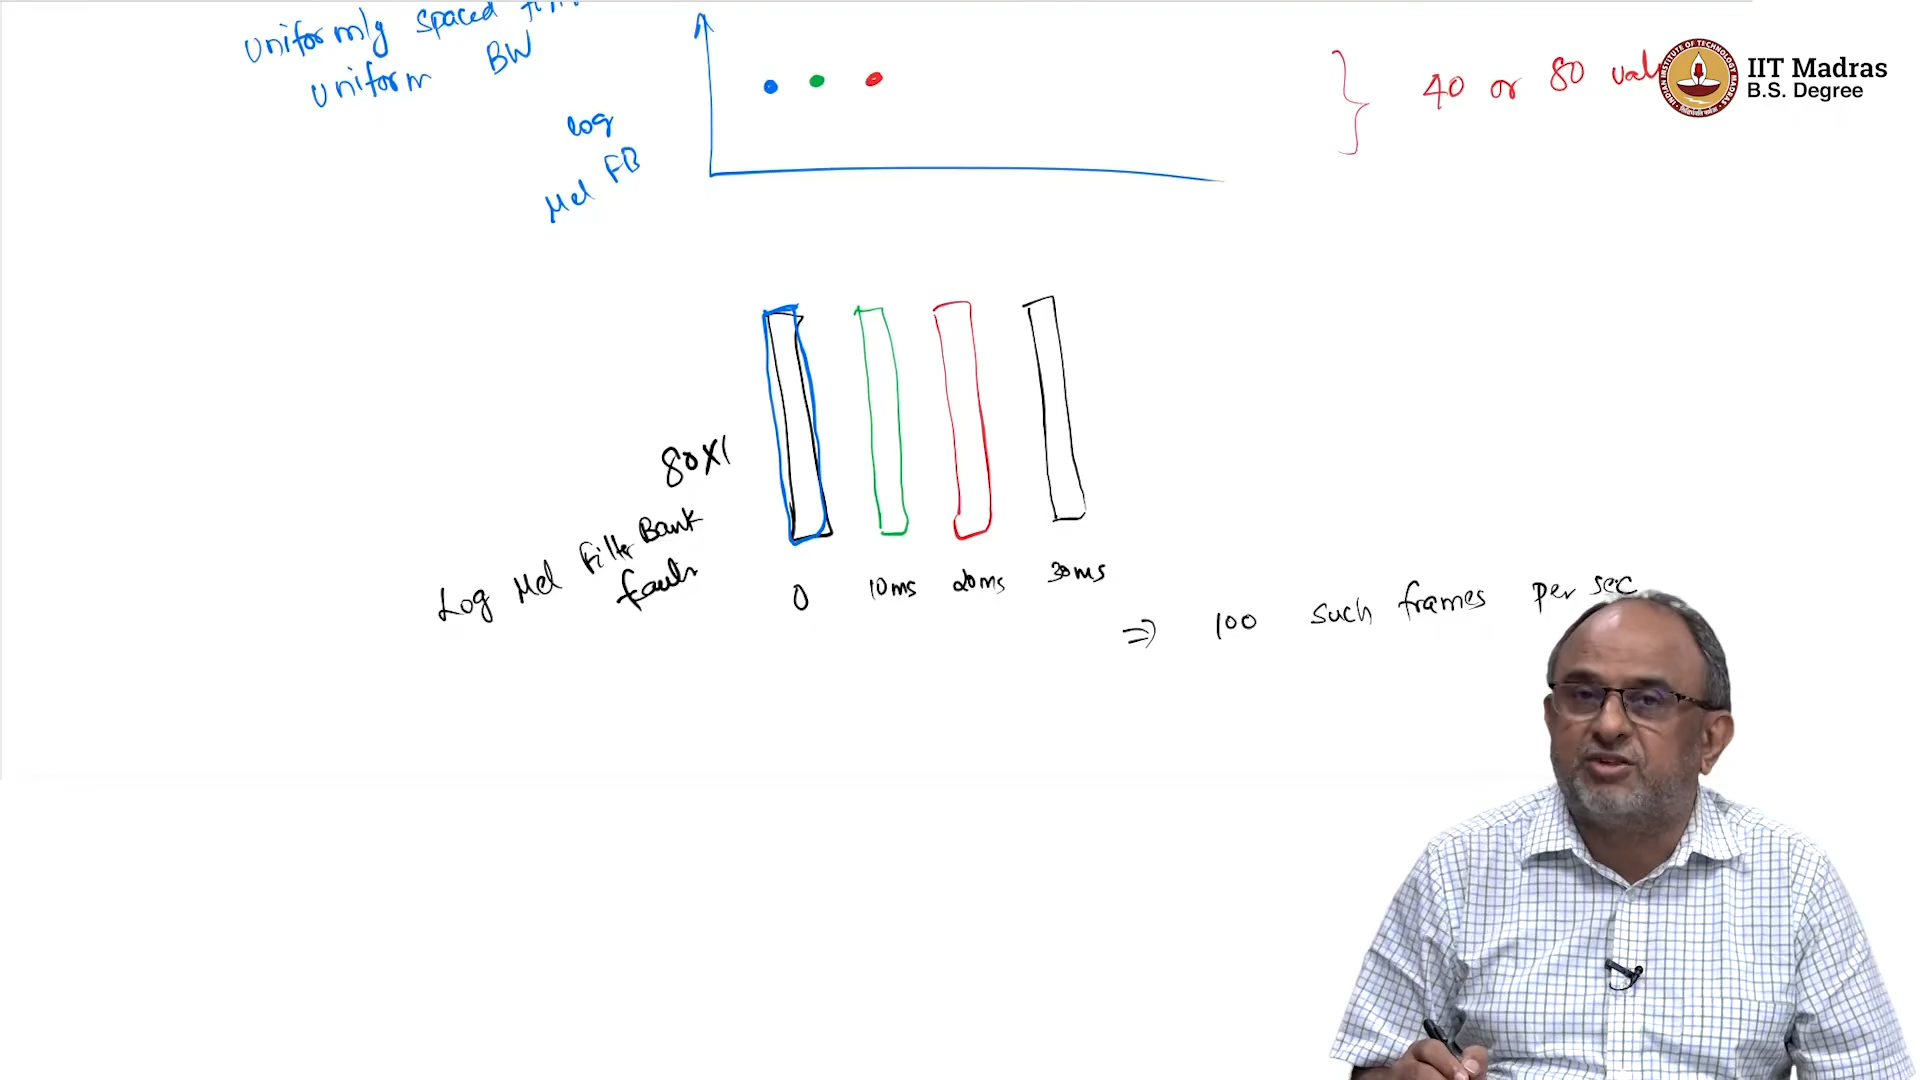 uniformly spaced
uniform BW
log
Mel FB
40 or 80
IIT Madras
B.S. Degree
80x1
Log Mel Filter Bank
0 10ms 20ms 30ms
⇒ 100 such frames per sec